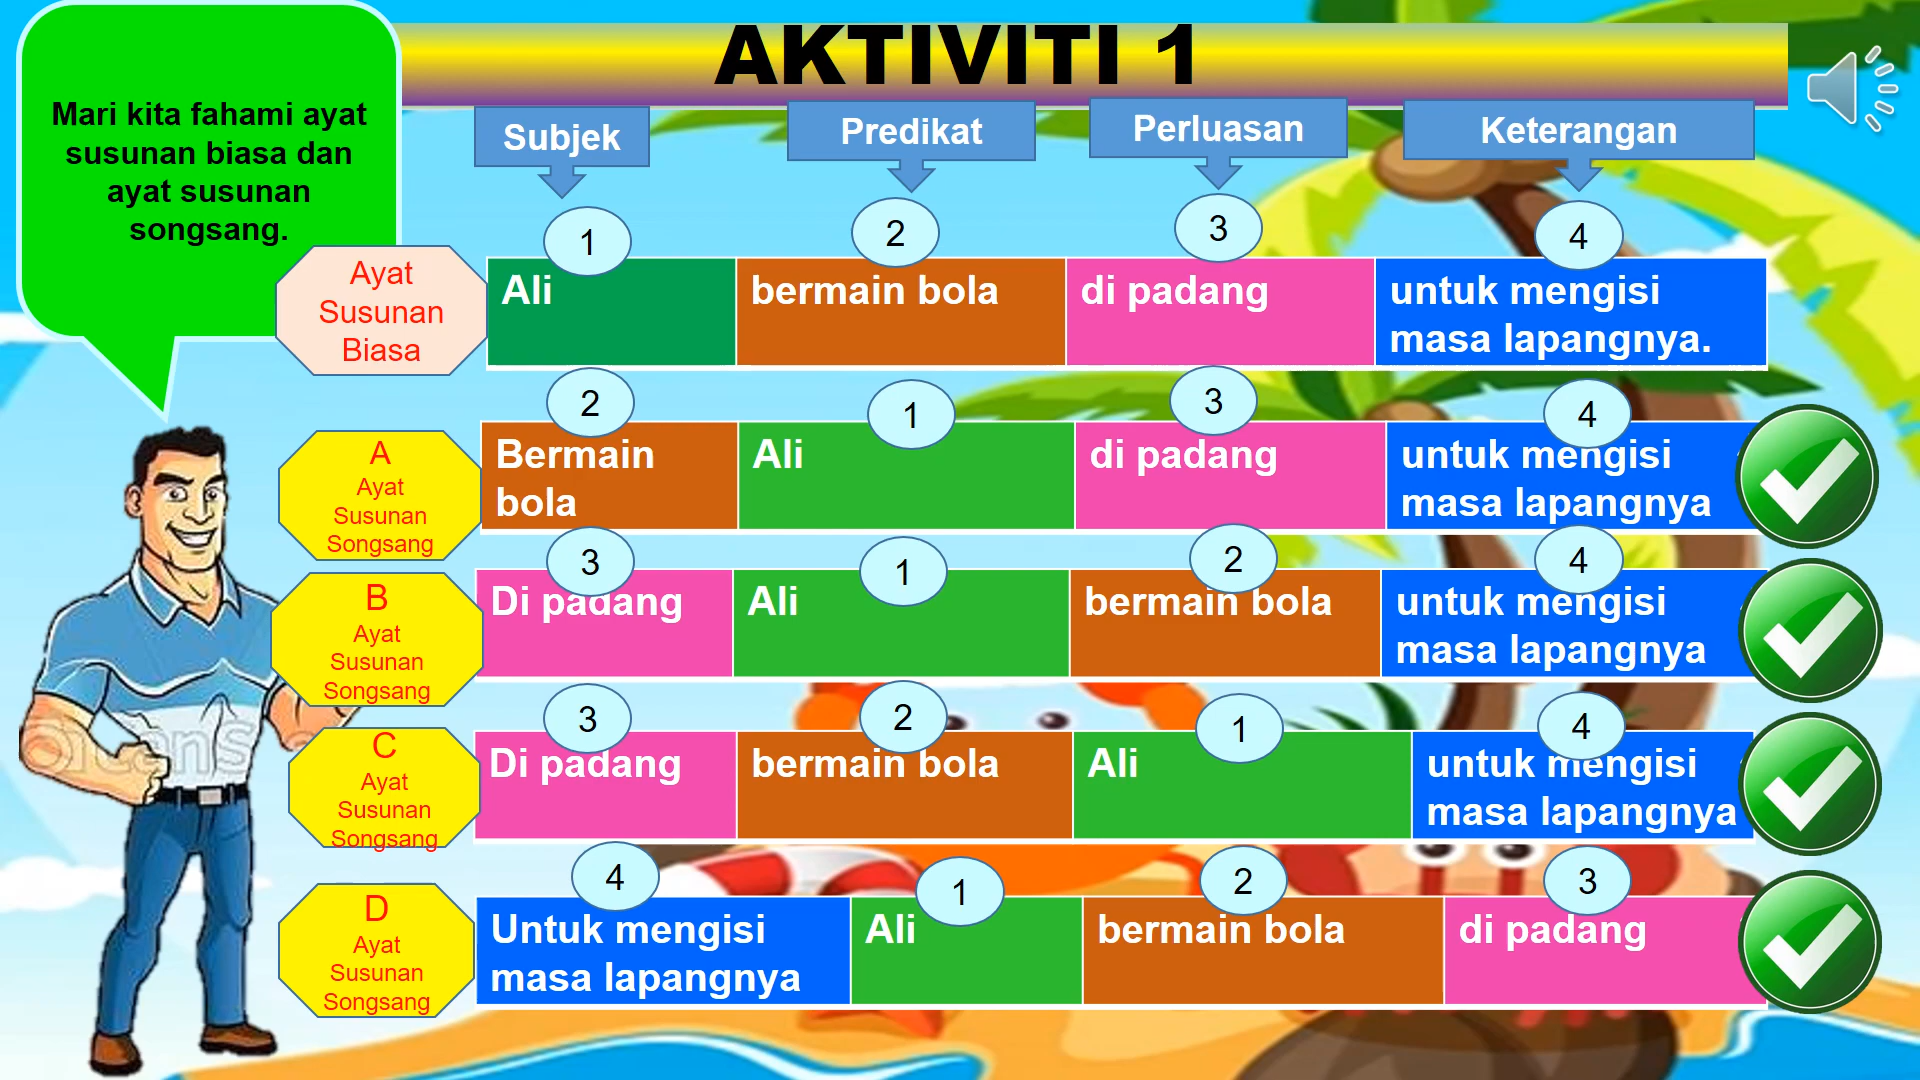 AKTIVITI 1
Mari kita fahami ayat
susunan biasa dan
ayat susunan
songsang.
Subjek
Predikat
Perluasan
Keterangan
1
2
3
4
Ayat
Susunan
Biasa
Ali
bermain bola
di padang
untuk mengisi
masa lapangnya.
2
1
3
4
A
Ayat
Susunan
Songsang
Bermain
bola
Ali
di padang
untuk mengisi
masa lapangnya
3
1
2
4
B
Ayat
Susunan
Songsang
Di padang
Ali
bermain bola
untuk mengisi
masa lapangnya
3
2
1
4
C
Ayat
Susunan
Songsang
Di padang
bermain bola
Ali
untuk mengisi
masa lapangnya
4
1
2
3
D
Ayat
Susunan
Songsang
Untuk mengisi
masa lapangnya
Ali
bermain bola
di padang